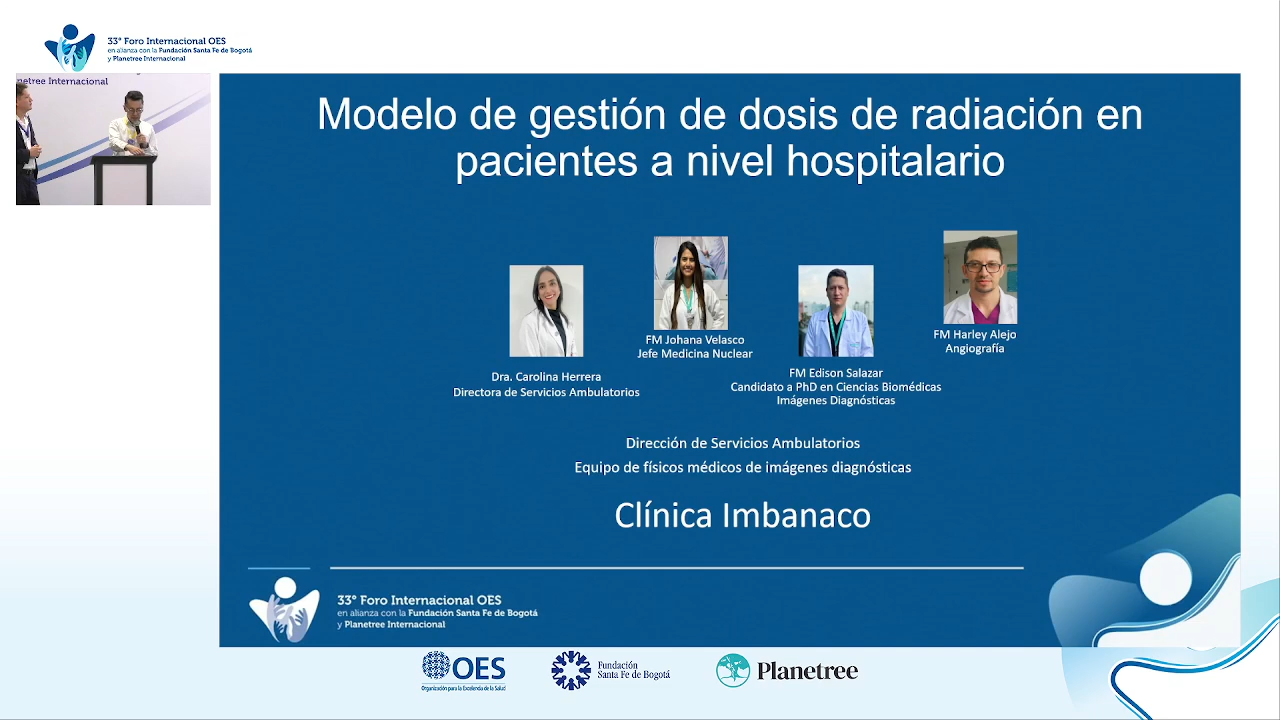 33º Foro Internacional OES
en alianza con la Fundación Santa Fe de Bogotá
y Planetree Internacional
netree Internacional
Modelo de gestión de dosis de radiación en
pacientes a nivel hospitalario
Dra. Carolina Herrera
Directora de Servicios Ambulatorios
FM Johana Velasco
Jefe Medicina Nuclear
FM Edison Salazar
Candidato a PhD en Ciencias Biomédicas
Imágenes Diagnósticas
FM Harley Alejo
Angiografía
Dirección de Servicios Ambulatorios
Equipo de físicos médicos de imágenes diagnósticas
Clínica Imbanaco
33º Foro Internacional OES
en alianza con la Fundación Santa Fe de Bogotá
y Planetree Internacional
OES
Organización para la Excelencia de la Salud
Fundación
Santa Fe de Bogotá
Planetree